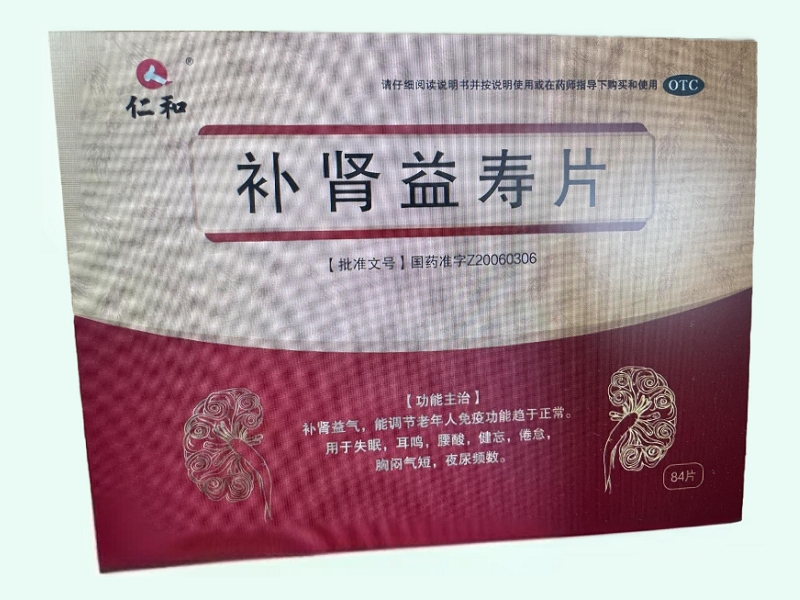 仁和
®
请仔细阅读说明书并按说明使用或在药师指导下购买和使用 OTC
补肾益寿片
【批准文号】国药准字Z20060306
【功能主治】
补肾益气，能调节老年人免疫功能趋于正常。
用于失眠，耳鸣，腰酸，健忘，倦怠，
胸闷气短，夜尿频数。
84片